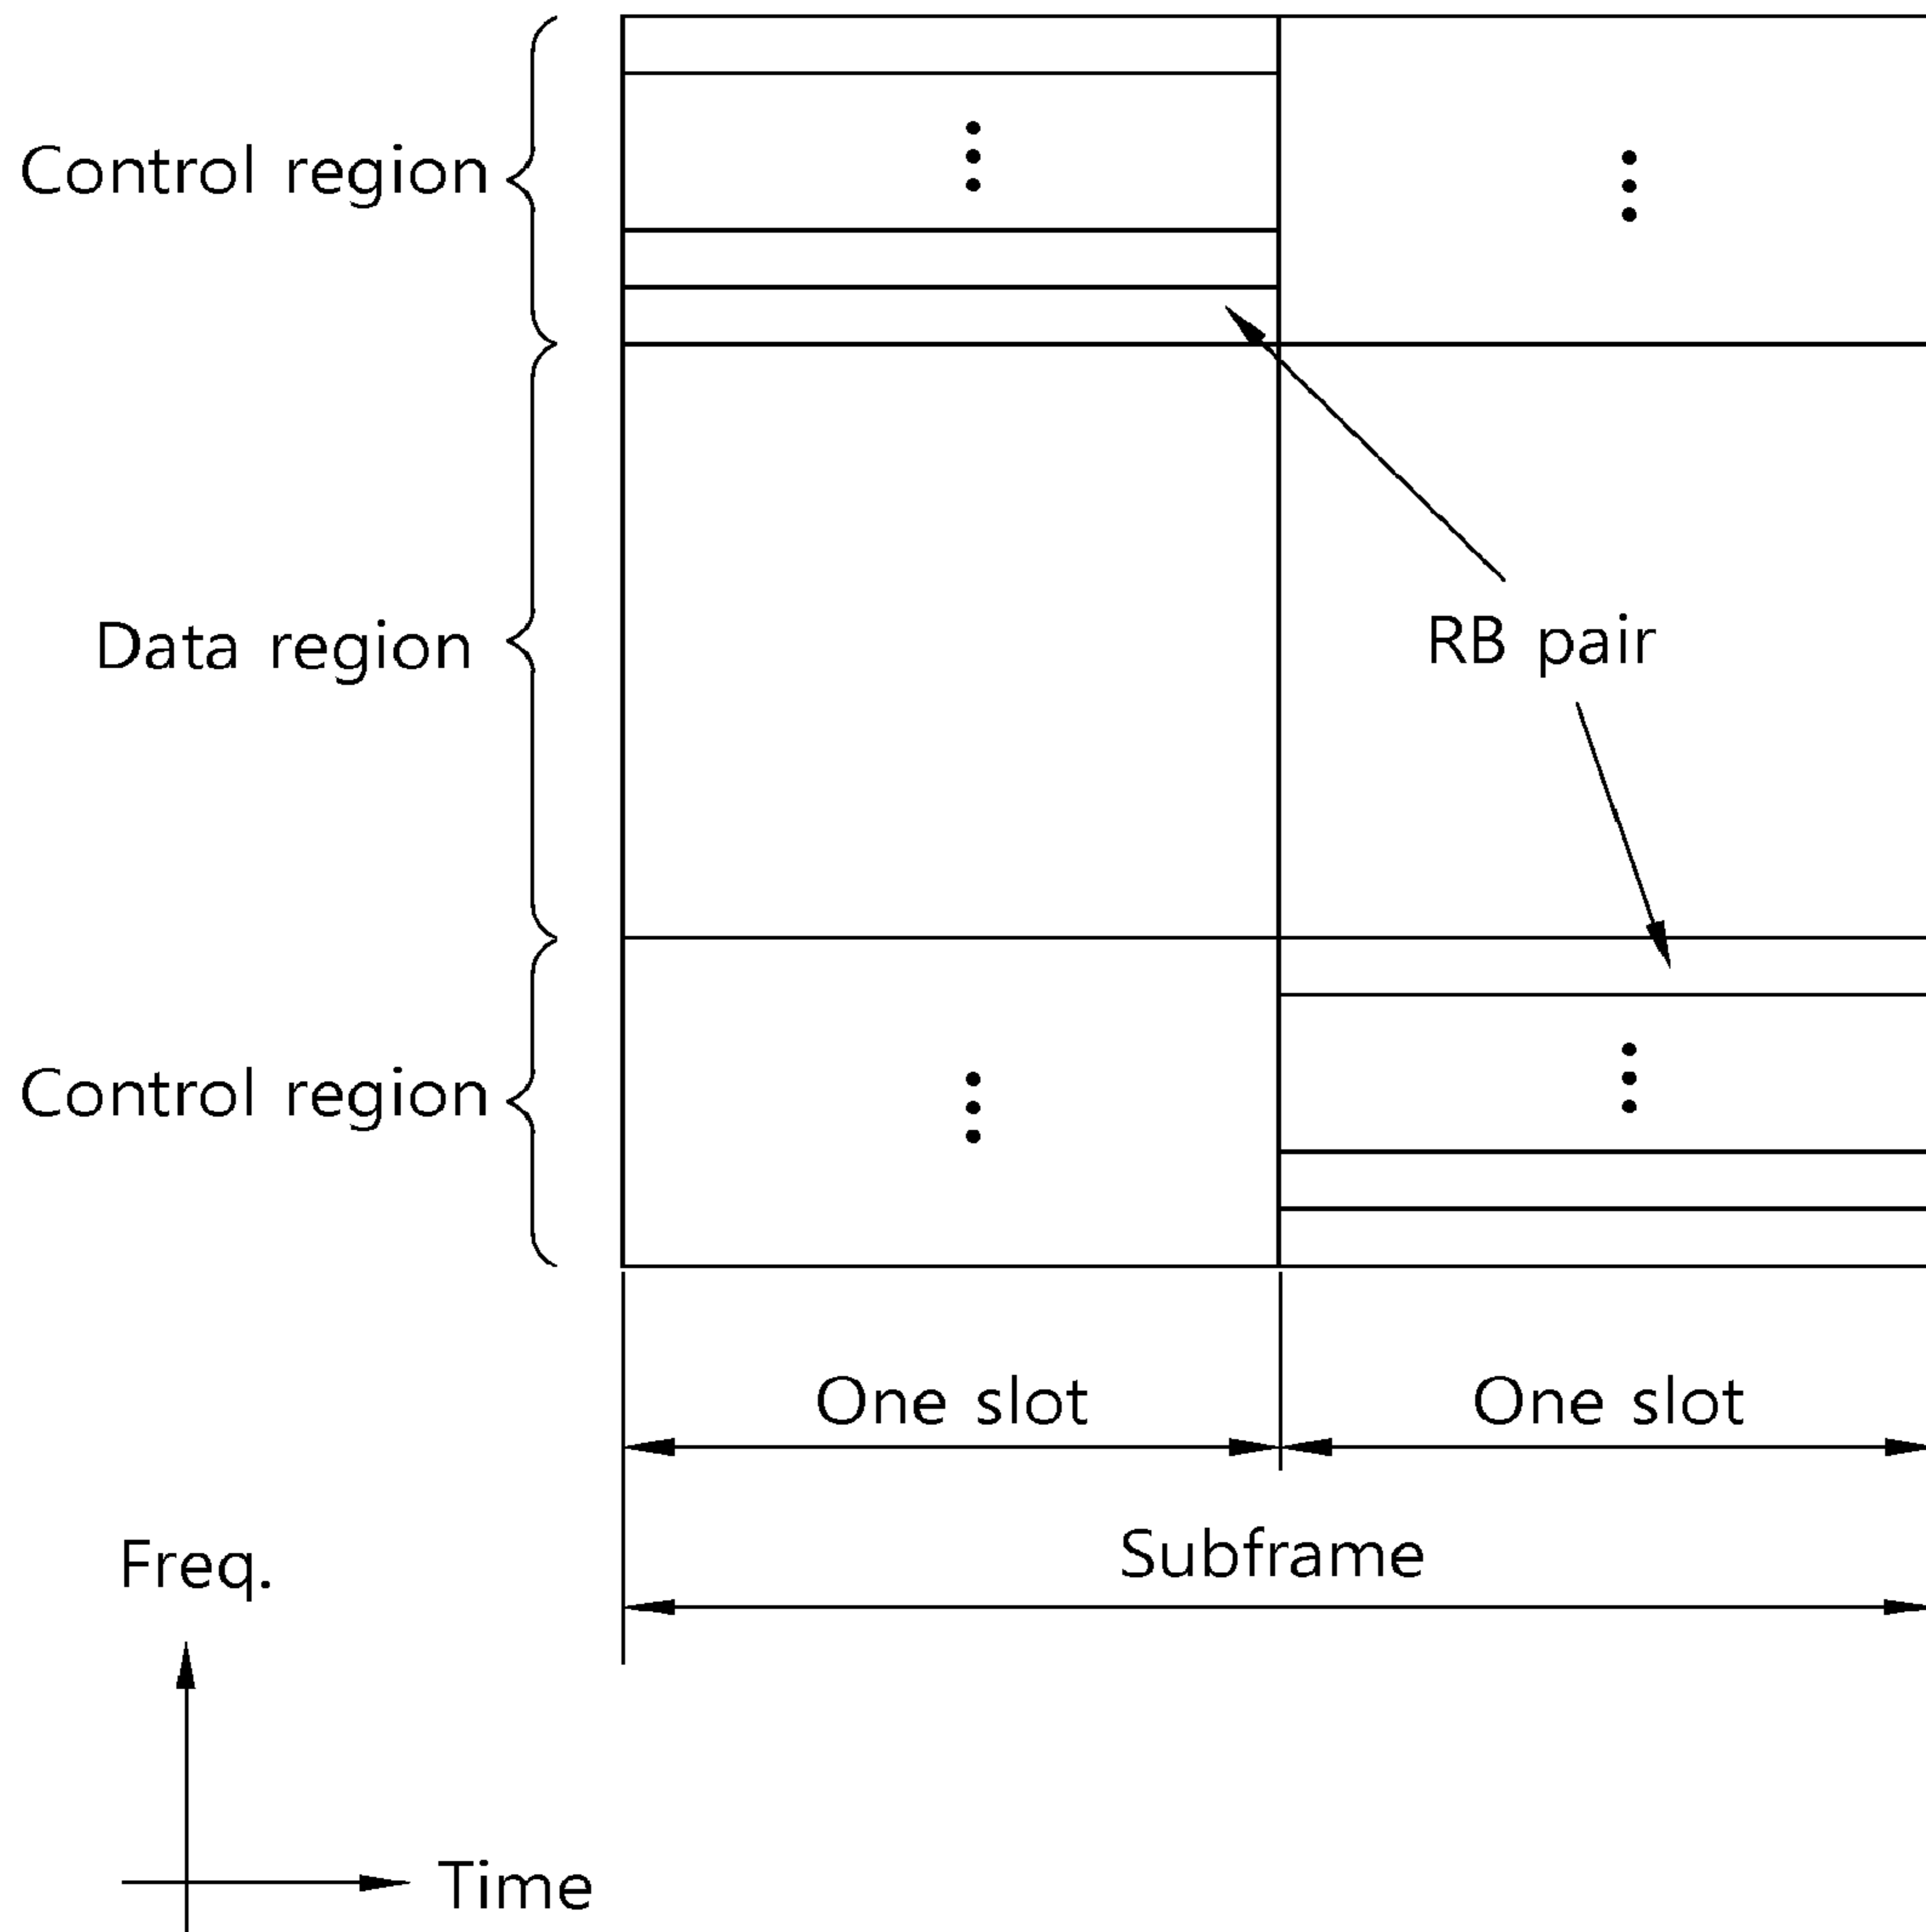 Control region
Data region
RB pair
Control region
One slot
One slot
Subframe
Freq.
Time